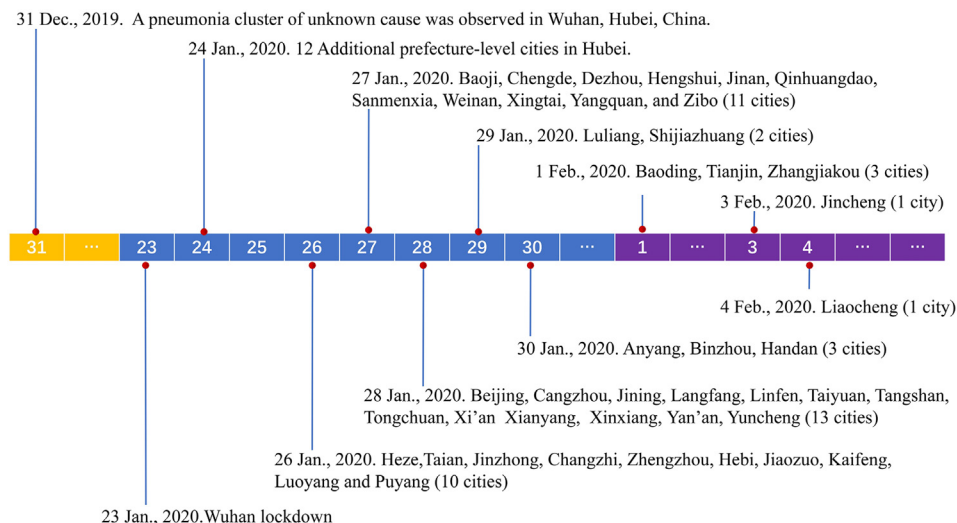 31 Dec., 2019.  A pneumonia cluster of unknown cause was observed in Wuhan, Hubei, China.
24 Jan., 2020. 12 Additional prefecture-level cities in Hubei.
27 Jan., 2020. Baoji, Chengde, Dezhou, Hengshui, Jinan, Qinhuangdao,
Sanmenxia, Weinan, Xingtai, Yangquan, and Zibo (11 cities)
29 Jan., 2020. Luliang, Shijiazhuang (2 cities)
1 Feb., 2020. Baoding, Tianjin, Zhangjiakou (3 cities)
3 Feb., 2020. Jincheng (1 city)
31 ... 23 24 25 26 27 28 29 30 ... 1 ... 3 4 ... ...
4 Feb., 2020. Liaocheng (1 city)
30 Jan., 2020. Anyang, Binzhou, Handan (3 cities)
28 Jan., 2020. Beijing, Cangzhou, Jining, Langfang, Linfen, Taiyuan, Tangshan,
Tongchuan, Xi’an  Xianyang,  Xinxiang, Yan’an, Yuncheng (13 cities)
26 Jan., 2020. Heze,Taian, Jinzhong, Changzhi, Zhengzhou, Hebi, Jiaozuo, Kaifeng,
Luoyang and Puyang (10 cities)
23 Jan., 2020.Wuhan lockdown